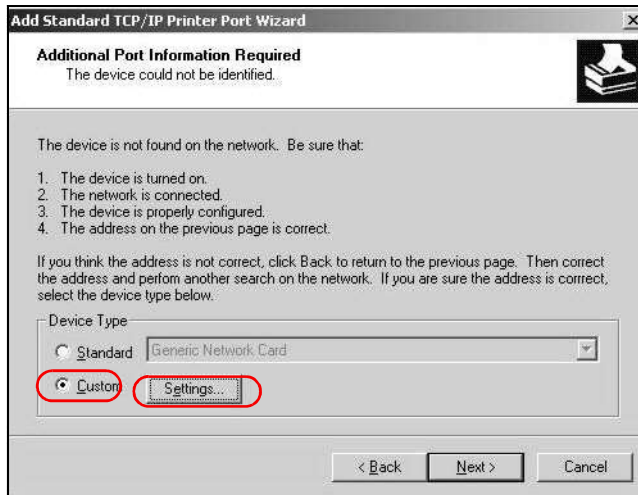 Add Standard TCP/IP Printer Port Wizard
Additional Port Information Required
The device could not be identified.
The device is not found on the network. Be sure that:
1. The device is turned on.
2. The network is connected.
3. The device is properly configured.
4. The address on the previous page is correct.
If you think the address is not correct, click Back to return to the previous page. Then correct
the address and perfom another search on the network. If you are sure the address is corrrect,
select the device type below.
Device Type
Standard Generic Network Card
Custom Settings...
< Back Next > Cancel